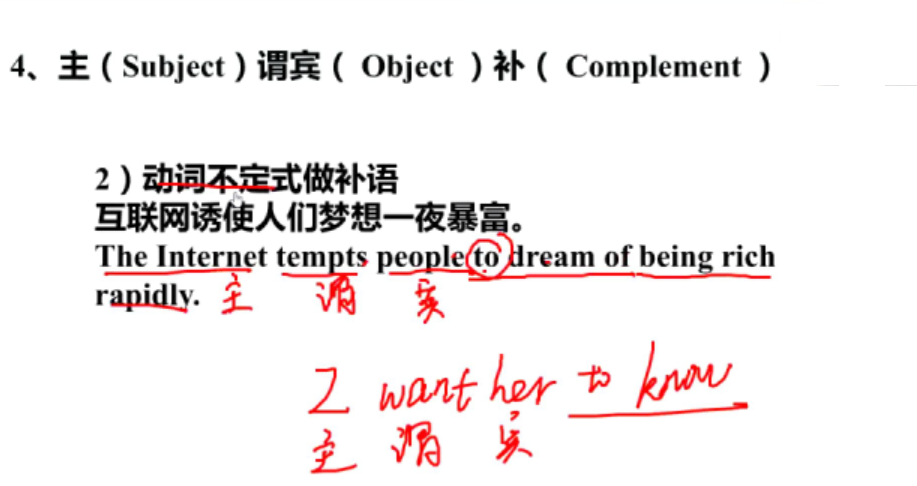 4、主（Subject）谓宾（ Object ）补（ Complement ）
2）动词不定式做补语
互联网诱使人们梦想一夜暴富。
The Internet tempts people to dream of being rich
rapidly. 主 谓 宾
I want her to know
主 谓 宾